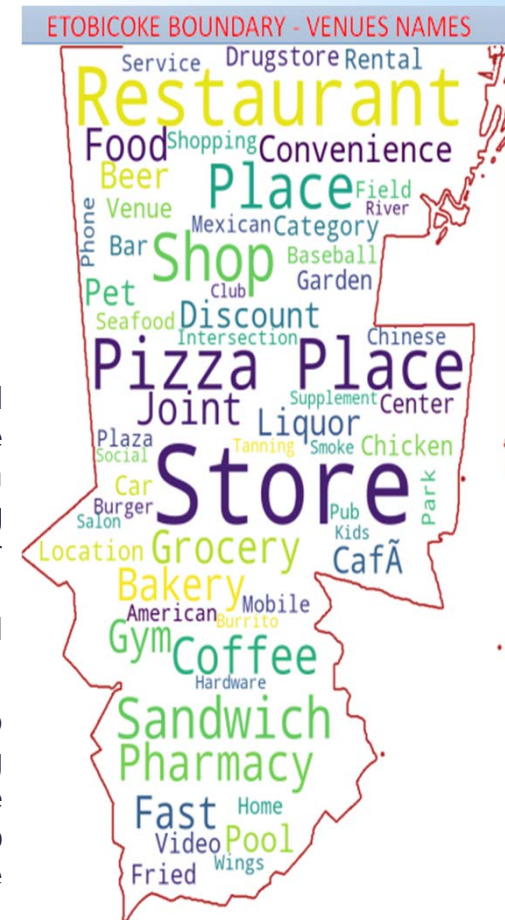 ETOBICOKE BOUNDARY - VENUES NAMES
Service Drugstore Rental
Restaurant
Food Shopping Convenience
Beer Place Field
Venue River
Phone
Mexican Category
Bar Shop Baseball
Pet Club Garden
Seafood Discount
Intersection Chinese
Pizza Place
Joint Supplement Center
Liquor
Plaza Tanning Smoke Chicken
Social
Store
Car
Burger Pub Park
Salon Kids
Location Grocery CafÃ
Bakery
American Mobile
Burrito
Gym Coffee
Hardware
Sandwich
Pharmacy
Fast Home
Video Pool
Fried Wings